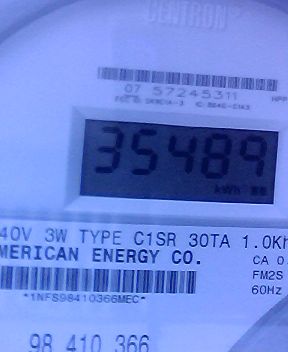 CENTRON
07 57245311
35489
kWh
40V 3W TYPE C1SR 30TA 1.0Kh
MERICAN ENERGY CO.
CA 0.
FM2S
*1NFS98410366MEC*
60Hz
98 410 366